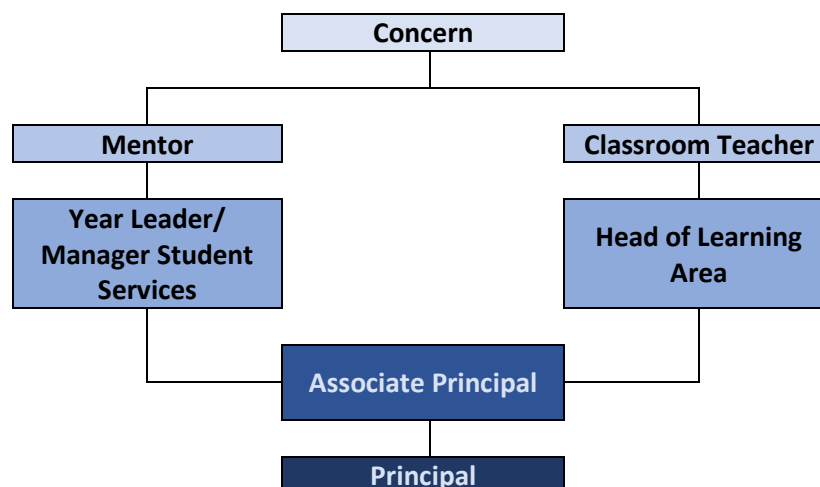 Concern
Mentor
Classroom Teacher
Year Leader/
Manager Student
Services
Head of Learning
Area
Associate Principal
Principal